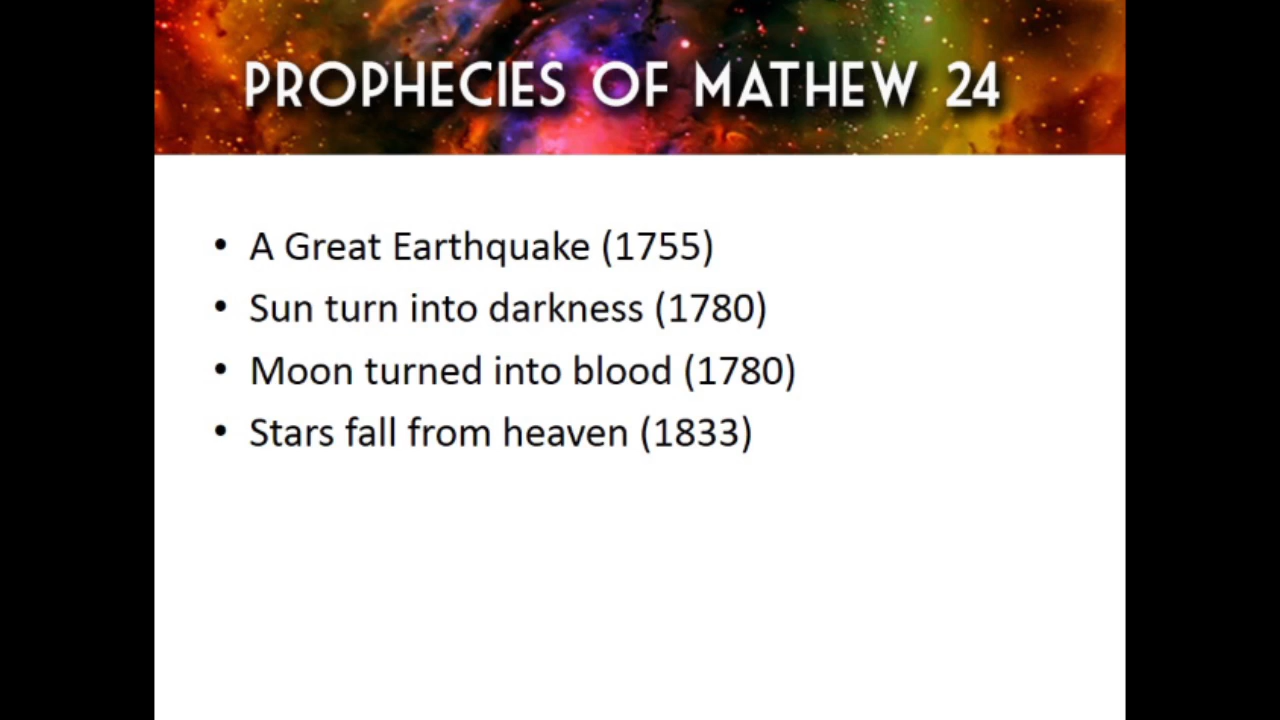 PROPHECIES OF MATHEW 24
• A Great Earthquake (1755)
• Sun turn into darkness (1780)
• Moon turned into blood (1780)
• Stars fall from heaven (1833)